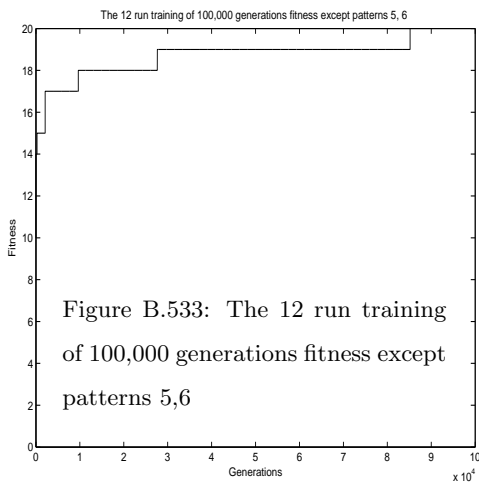 The 12 run training of 100,000 generations fitness except patterns 5, 6
20
18
16
14
12
10
8
6
4
2
0
Fitness
Figure B.533: The 12 run training
of 100,000 generations fitness except
patterns 5,6
0 1 2 3 4 5 6 7 8 9 10
Generations
x 10⁴